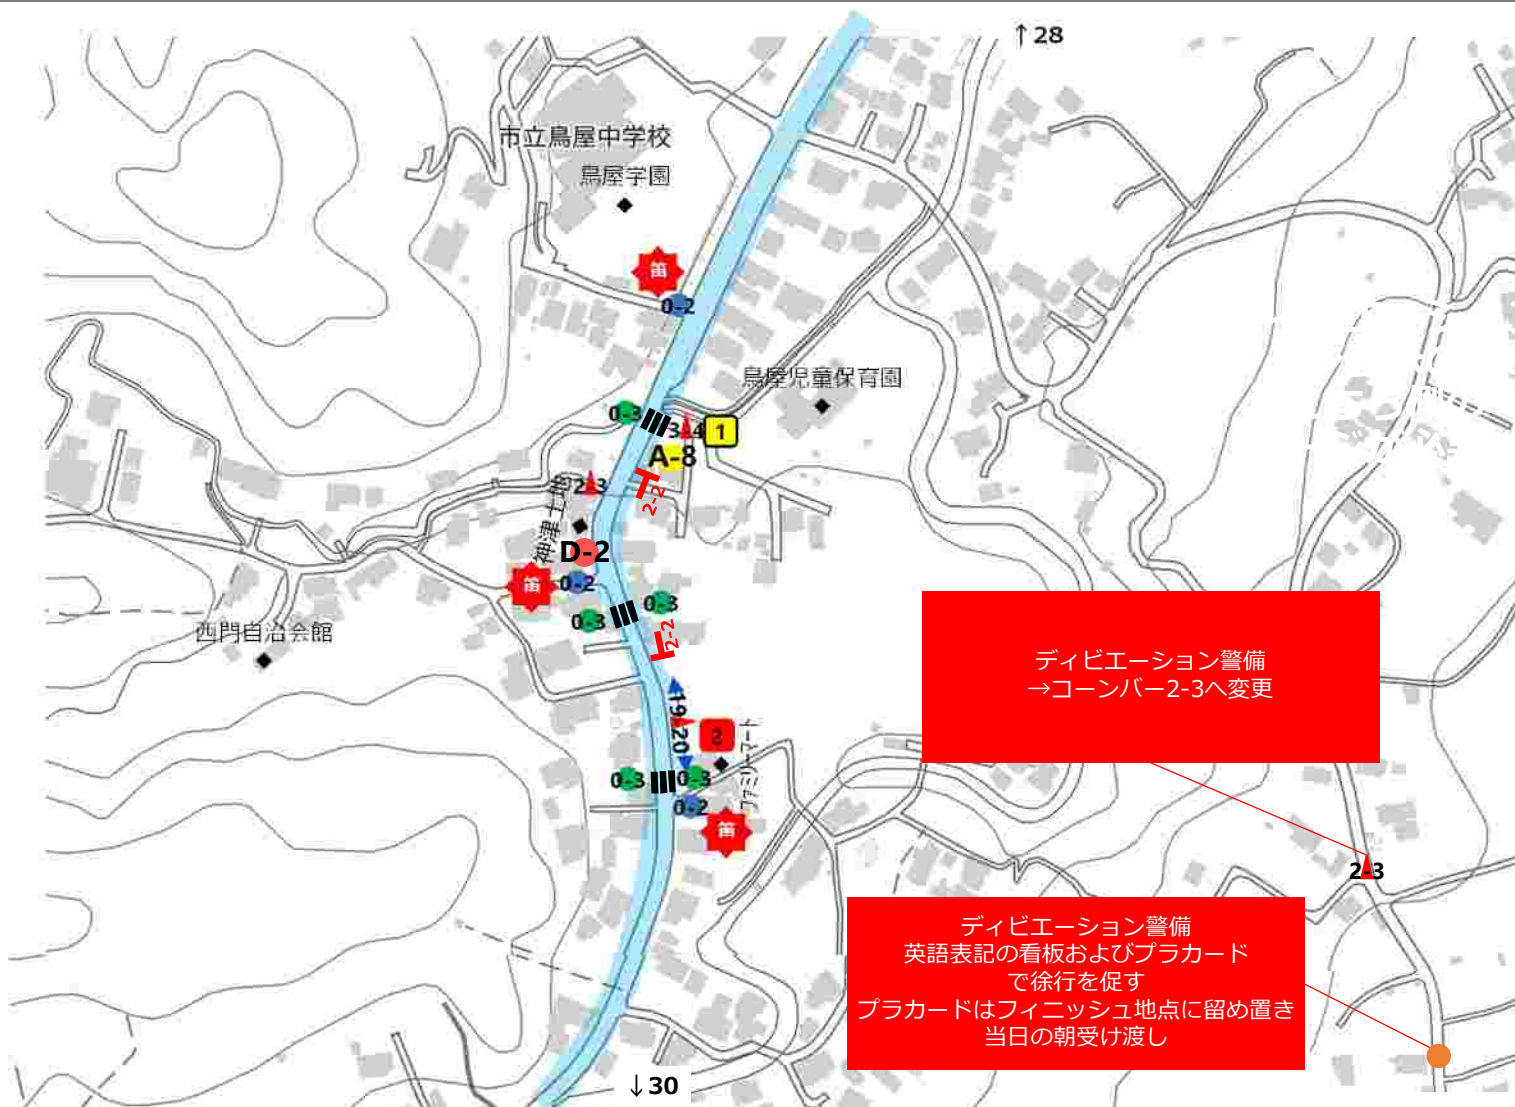 ↑28
市立鳥屋中学校
鳥屋学園
笛
0-2
鳥屋児童保育園
0-3
3-4
1
A-8
2-3
2-2
神津土地
D-2
笛
0-2
0-3
0-3
2-2
西門自治会館
ディビエーション警備
→コーンバー2-3へ変更
19
20
2
ファミリーマート
0-3
0-3
0-2
笛
2-3
ディビエーション警備
英語表記の看板およびプラカード
で徐行を促す
プラカードはフィニッシュ地点に留め置き
当日の朝受け渡し
↓30